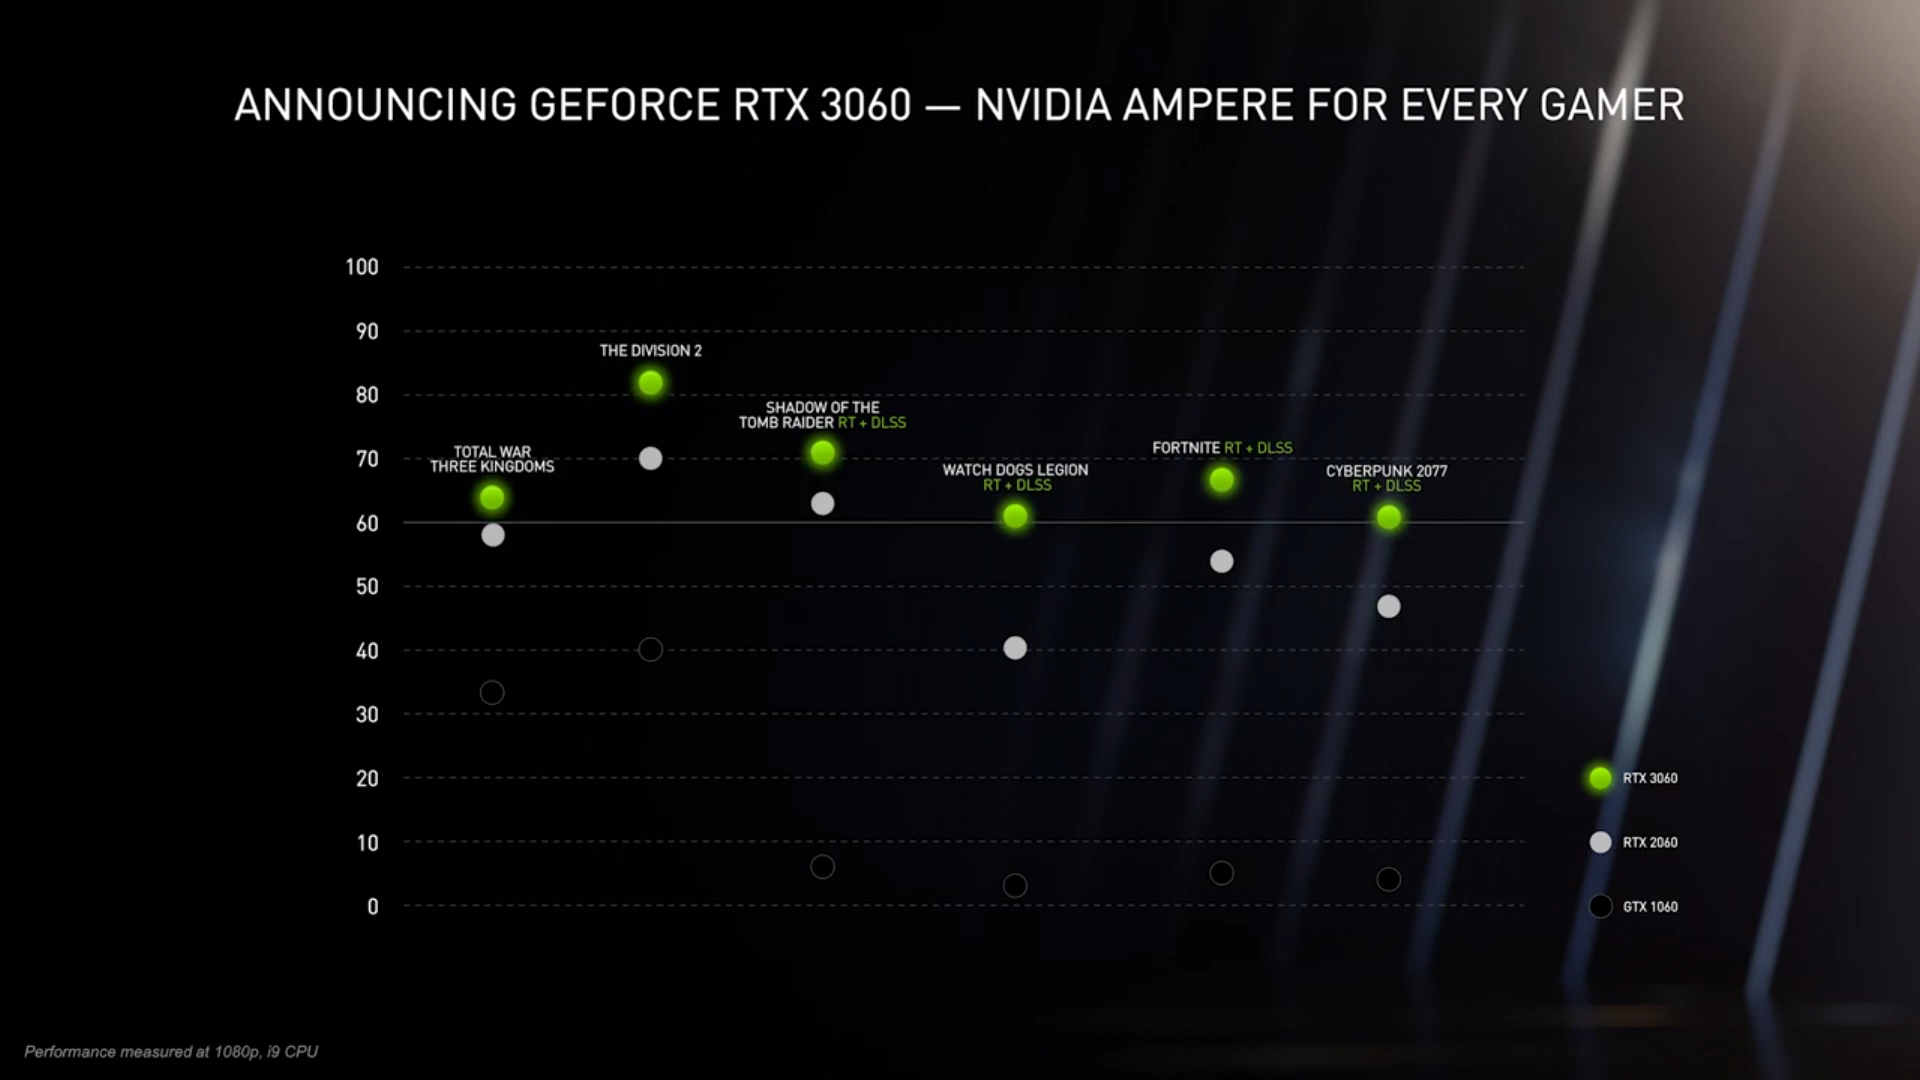 ANNOUNCING GEFORCE RTX 3060 — NVIDIA AMPERE FOR EVERY GAMER
100
90
THE DIVISION 2
80
SHADOW OF THE
TOMB RAIDER RT + DLSS
TOTAL WAR
THREE KINGDOMS
70
FORTNITE RT + DLSS
WATCH DOGS LEGION
RT + DLSS
CYBERPUNK 2077
RT + DLSS
60
50
40
30
20
10
0
RTX 3060
RTX 2060
GTX 1060
Performance measured at 1080p, i9 CPU